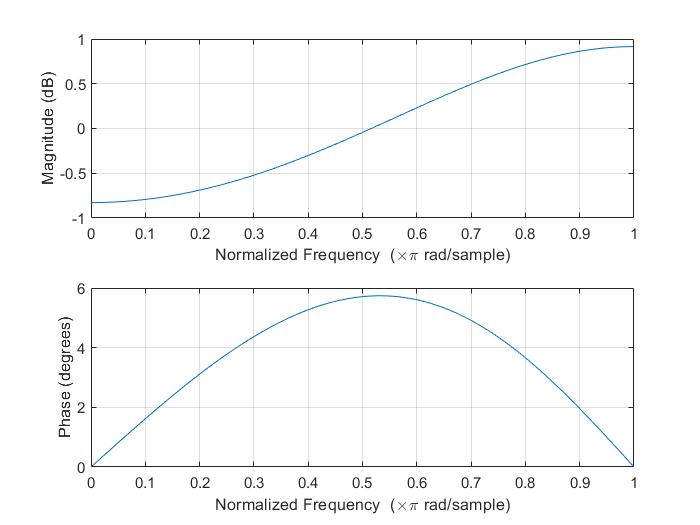 1
0.5
0
-0.5
-1
Magnitude (dB)
0 0.1 0.2 0.3 0.4 0.5 0.6 0.7 0.8 0.9 1
Normalized Frequency (×π rad/sample)
6
4
2
0
Phase (degrees)
0 0.1 0.2 0.3 0.4 0.5 0.6 0.7 0.8 0.9 1
Normalized Frequency (×π rad/sample)